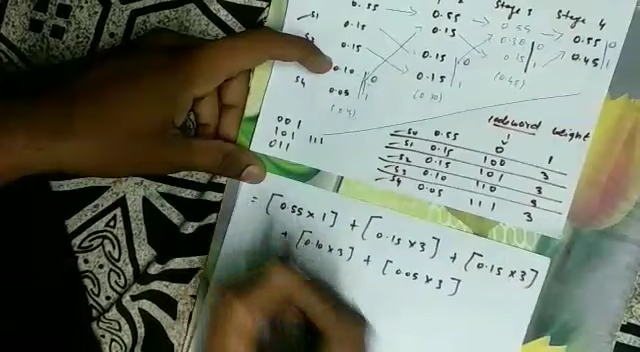 Stage 3 Stage 4
S1 0.55 → 0.55 → 0.55 → 0.55 | 0
0.15 0.15 0.30 | 0 0.45 | 1
0.15 0.15 0.15 | 1
0.10 | 0 0.15 | 1 (0.45)
S4 0.05 | 1 (0.30)
001
101 111
011
codeword weight
S0 0.55 0 1
S1 0.15 100 3
S2 0.15 101 3
S3 0.10 110 3
S4 0.05 111 3
= [0.55 × 1] + [0.15 × 3] + [0.15 × 3]
+ [0.10 × 3] + [0.05 × 3]